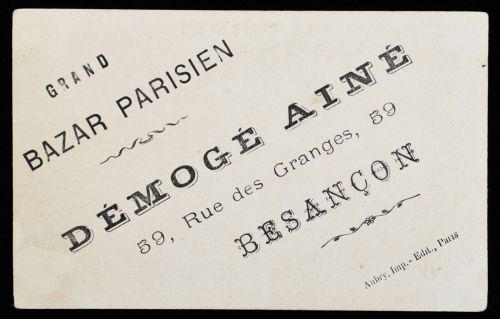 GRAND
BAZAR PARISIEN
DÉMOGÉ AINÉ
59, Rue des Granges, 59
BESANÇON
Aubry, Imp.-Edit., Paris